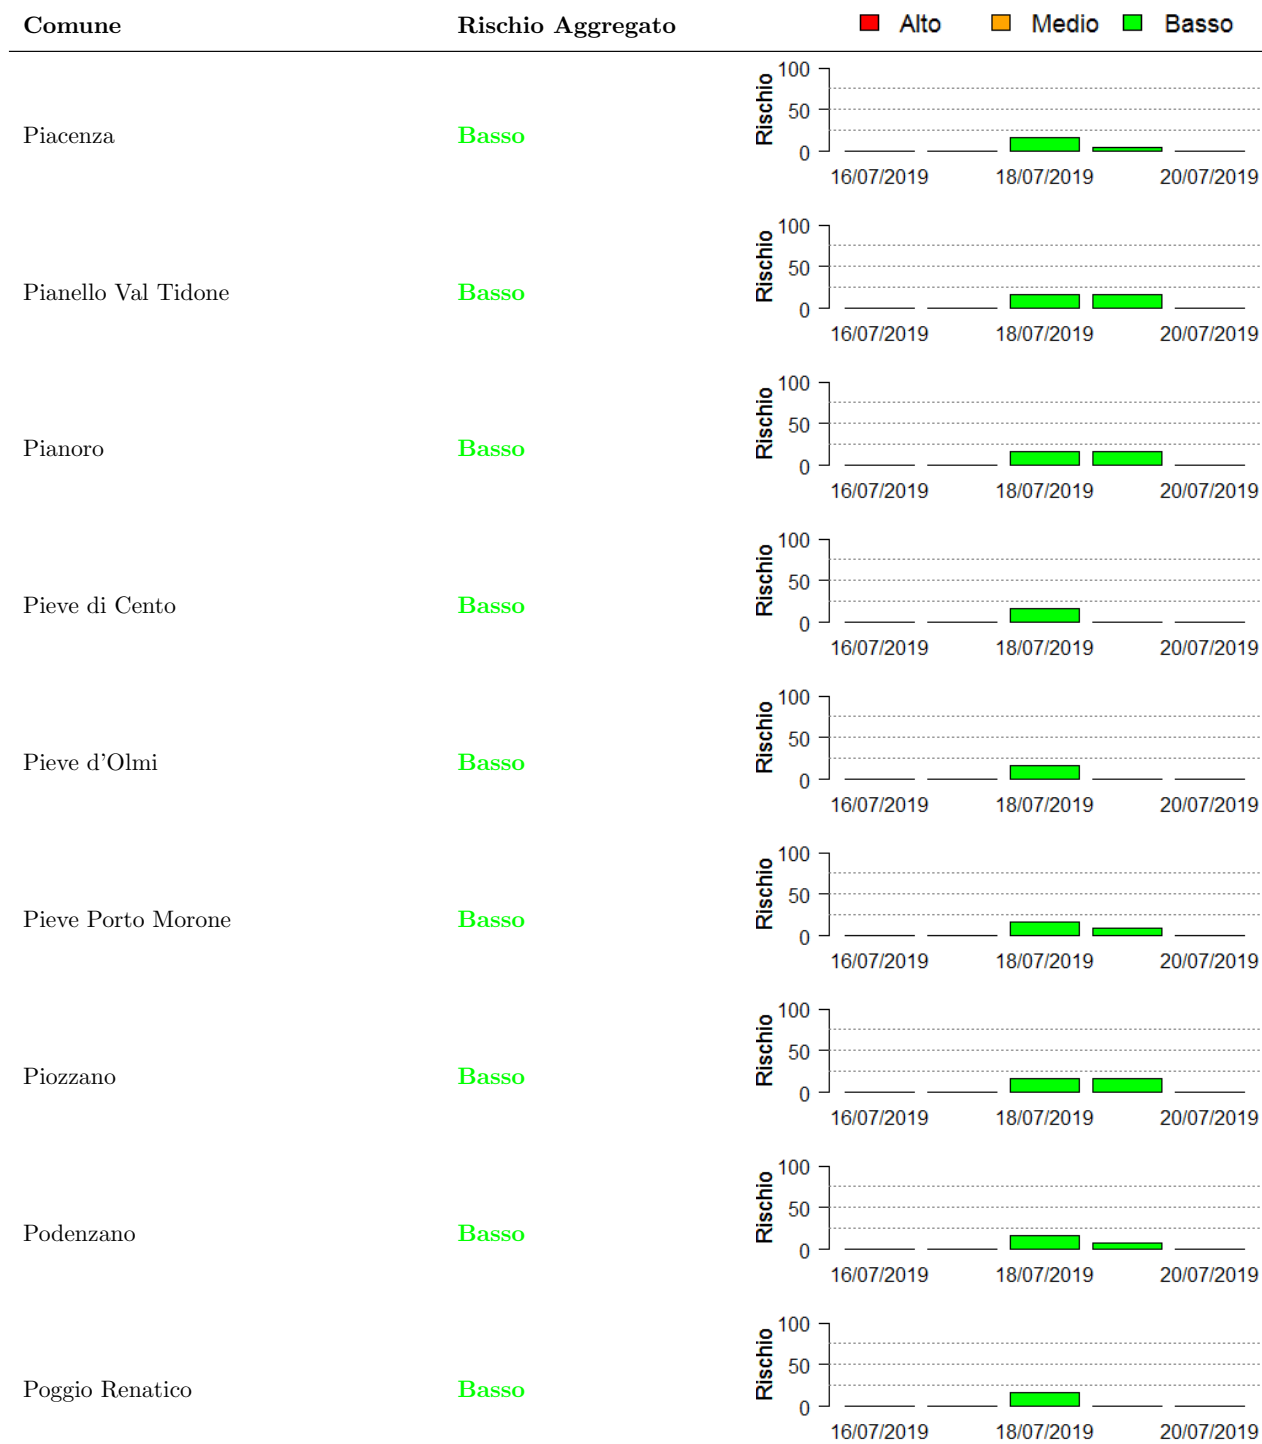 Comune Rischio Aggregato Alto Medio Basso
Piacenza Basso
Rischio
100
50
0
16/07/2019 18/07/2019 20/07/2019
Pianello Val Tidone Basso
Rischio
100
50
0
16/07/2019 18/07/2019 20/07/2019
Pianoro Basso
Rischio
100
50
0
16/07/2019 18/07/2019 20/07/2019
Pieve di Cento Basso
Rischio
100
50
0
16/07/2019 18/07/2019 20/07/2019
Pieve d'Olmi Basso
Rischio
100
50
0
16/07/2019 18/07/2019 20/07/2019
Pieve Porto Morone Basso
Rischio
100
50
0
16/07/2019 18/07/2019 20/07/2019
Piozzano Basso
Rischio
100
50
0
16/07/2019 18/07/2019 20/07/2019
Podenzano Basso
Rischio
100
50
0
16/07/2019 18/07/2019 20/07/2019
Poggio Renatico Basso
Rischio
100
50
0
16/07/2019 18/07/2019 20/07/2019